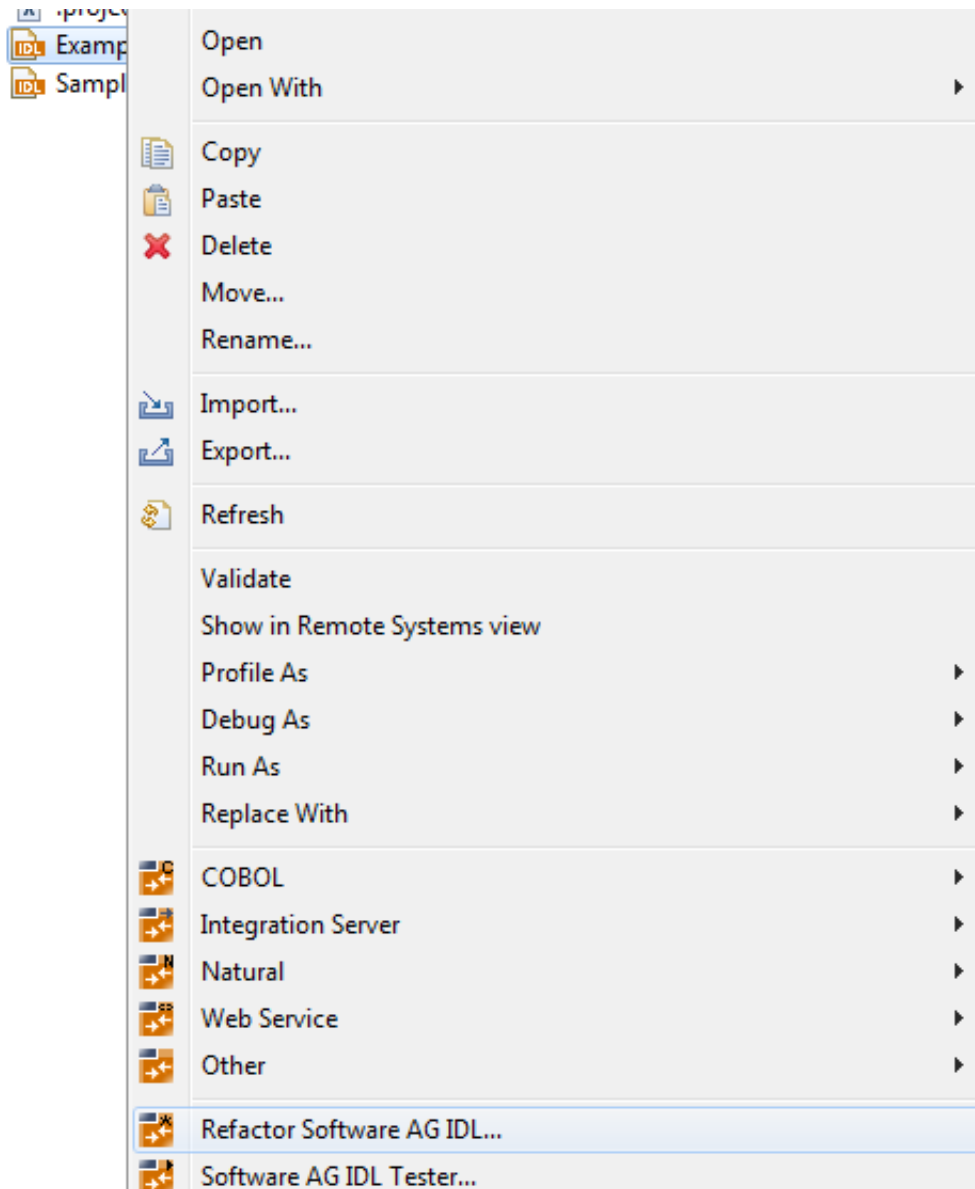 .projec
Examp
Sampl
Open
Open With
Copy
Paste
Delete
Move...
Rename...
Import...
Export...
Refresh
Validate
Show in Remote Systems view
Profile As
Debug As
Run As
Replace With
COBOL
Integration Server
Natural
Web Service
Other
Refactor Software AG IDL...
Software AG IDL Tester...